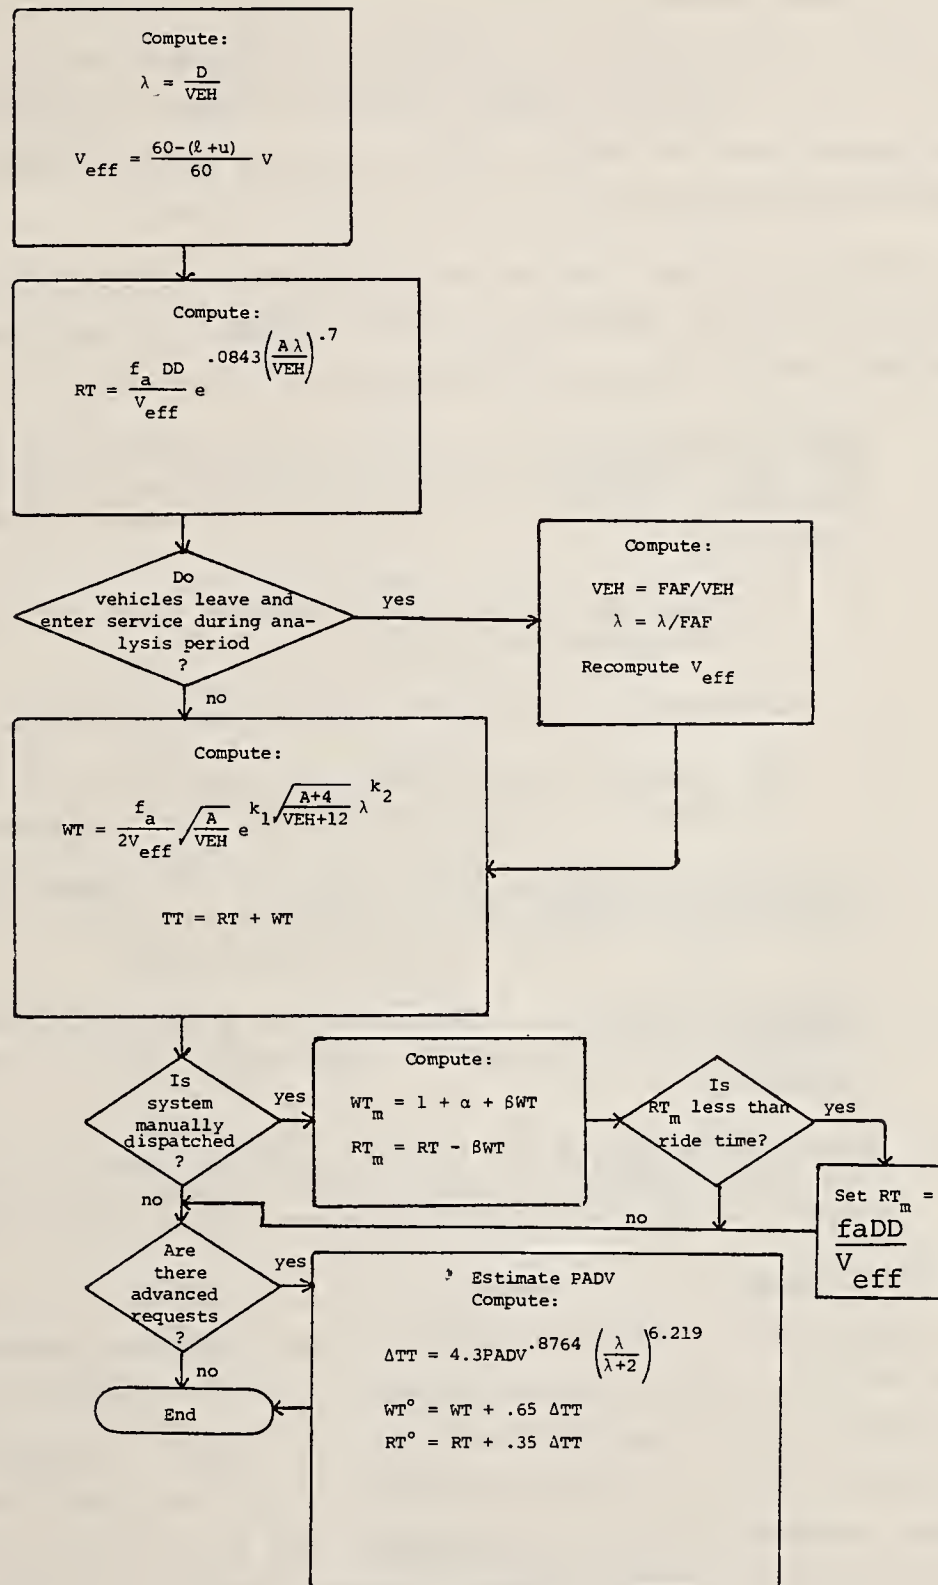 Compute:
λ = D/VEH
V_eff = (60-(ℓ+u))/60 V
Compute:
RT = (f_a DD)/V_eff e^(.0843(Aλ/VEH)^.7)
Do
vehicles leave and
enter service during ana-
lysis period
?
yes
no
Compute:
VEH = FAF/VEH
λ = λ/FAF
Recompute V_eff
Compute:
WT = f_a/(2V_eff) √(A/VEH) e^(k_1 √((A+4)/(VEH+12)) λ^k_2)
TT = RT + WT
Is
system
manually
dispatched
?
yes
no
Compute:
WT_m = 1 + α + βWT
RT_m = RT - βWT
Is
RT_m less than
ride time?
yes
no
Set RT_m =
faDD/V_eff
Are
there
advanced
requests
?
yes
no
Estimate PADV
Compute:
ΔTT = 4.3PADV^.8764 (λ/(λ+2))^6.219
WT° = WT + .65 ΔTT
RT° = RT + .35 ΔTT
End